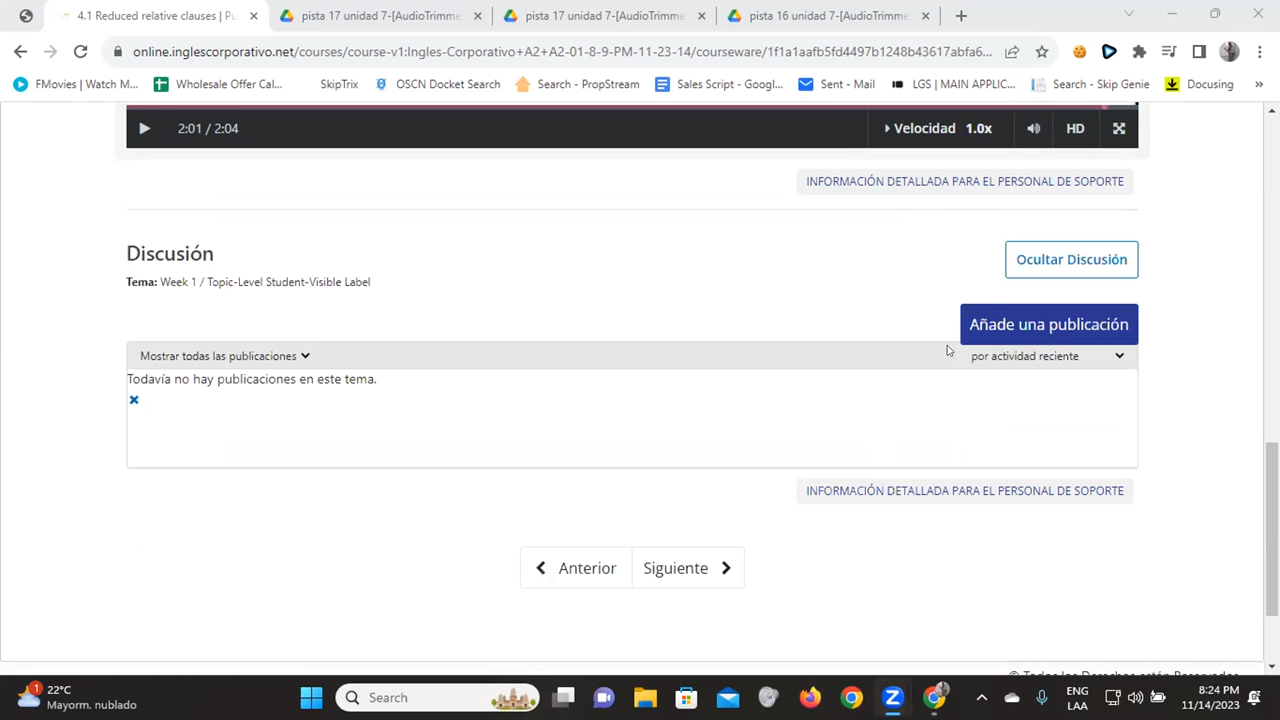 4.1 Reduced relative clauses | P
pista 17 unidad 7-[AudioTrimme
pista 17 unidad 7-[AudioTrimme
pista 16 unidad 7-[AudioTrimme
online.inglescorporativo.net/courses/course-v1:Ingles-Corporativo+A2+A2-01-8-9-PM-11-23-14/courseware/1f1a1aafb5fd4497b1248b43617abfa6...
FMovies | Watch M...
Wholesale Offer Cal...
SkipTrix
OSCN Docket Search
Search - PropStream
Sales Script - Googl...
Sent - Mail
LGS | MAIN APPLIC...
Search - Skip Genie
Docusing
»
2:01 / 2:04
Velocidad 1.0x
HD
INFORMACIÓN DETALLADA PARA EL PERSONAL DE SOPORTE
Discusión
Ocultar Discusión
Tema: Week 1 / Topic-Level Student-Visible Label
Añade una publicación
Mostrar todas las publicaciones
por actividad reciente
Todavía no hay publicaciones en este tema.
INFORMACIÓN DETALLADA PARA EL PERSONAL DE SOPORTE
Anterior
Siguiente
1
22°C
Mayorm. nublado
Search
ENG
LAA
8:24 PM
11/14/2023